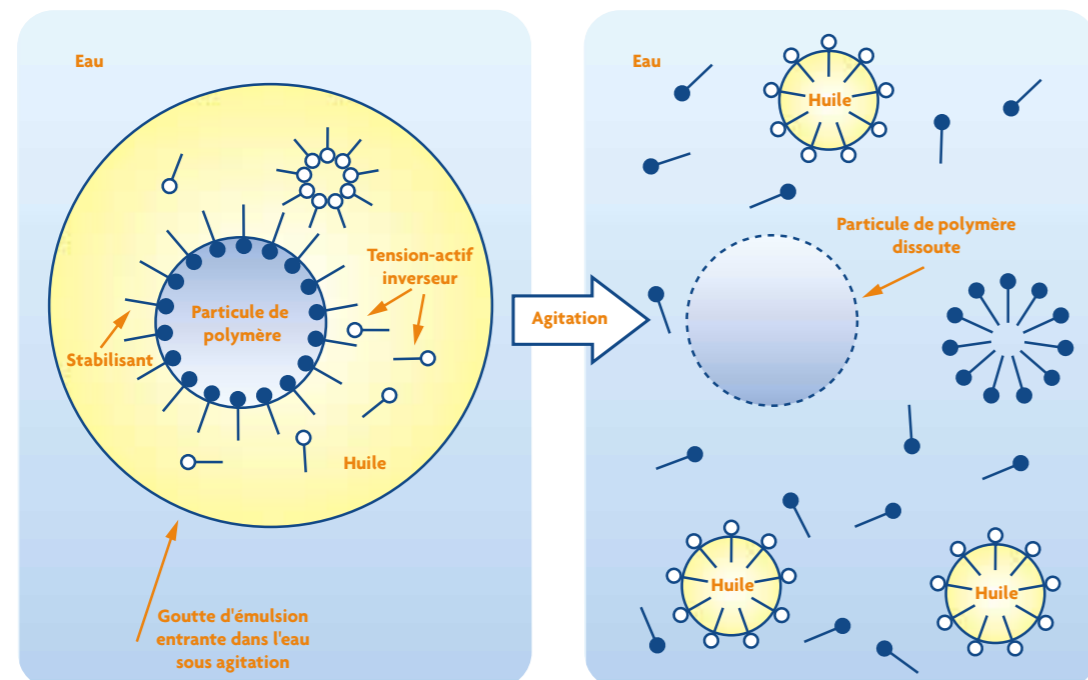 Eau
Tension-actif
inverseur
Particule de
polymère
Stabilisant
Huile
Goutte d'émulsion
entrante dans l'eau
sous agitation
Agitation
Eau
Huile
Particule de polymère
dissoute
Huile
Huile